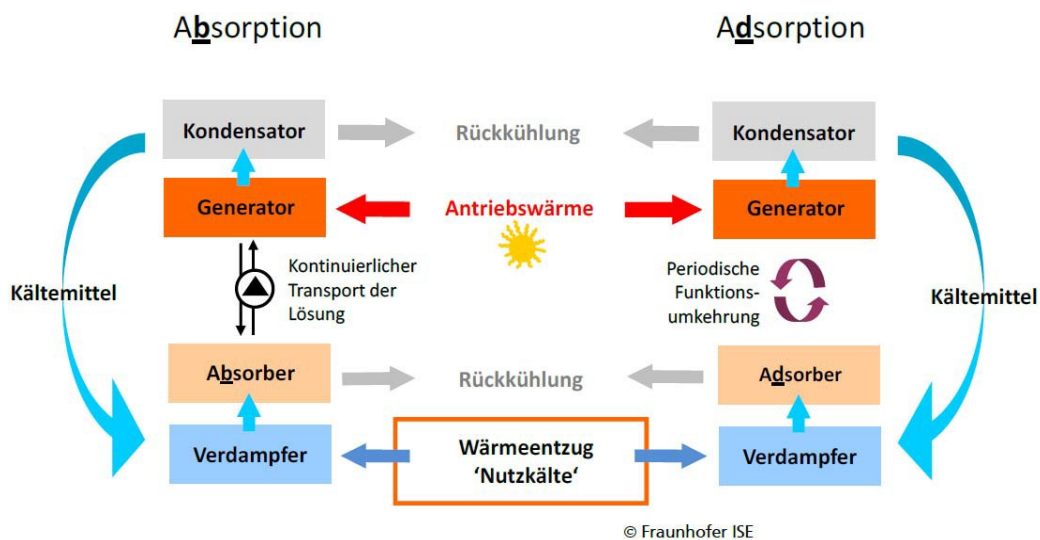 Absorption
Adsorption
Kondensator
Rückkühlung
Kondensator
Generator
Antriebswärme
Generator
Kontinuierlicher
Transport der
Lösung
Periodische
Funktions-
umkehrung
Kältemittel
Kältemittel
Absorber
Rückkühlung
Adsorber
Verdampfer
Wärmeentzug
‘Nutzkälte‘
Verdampfer
© Fraunhofer ISE